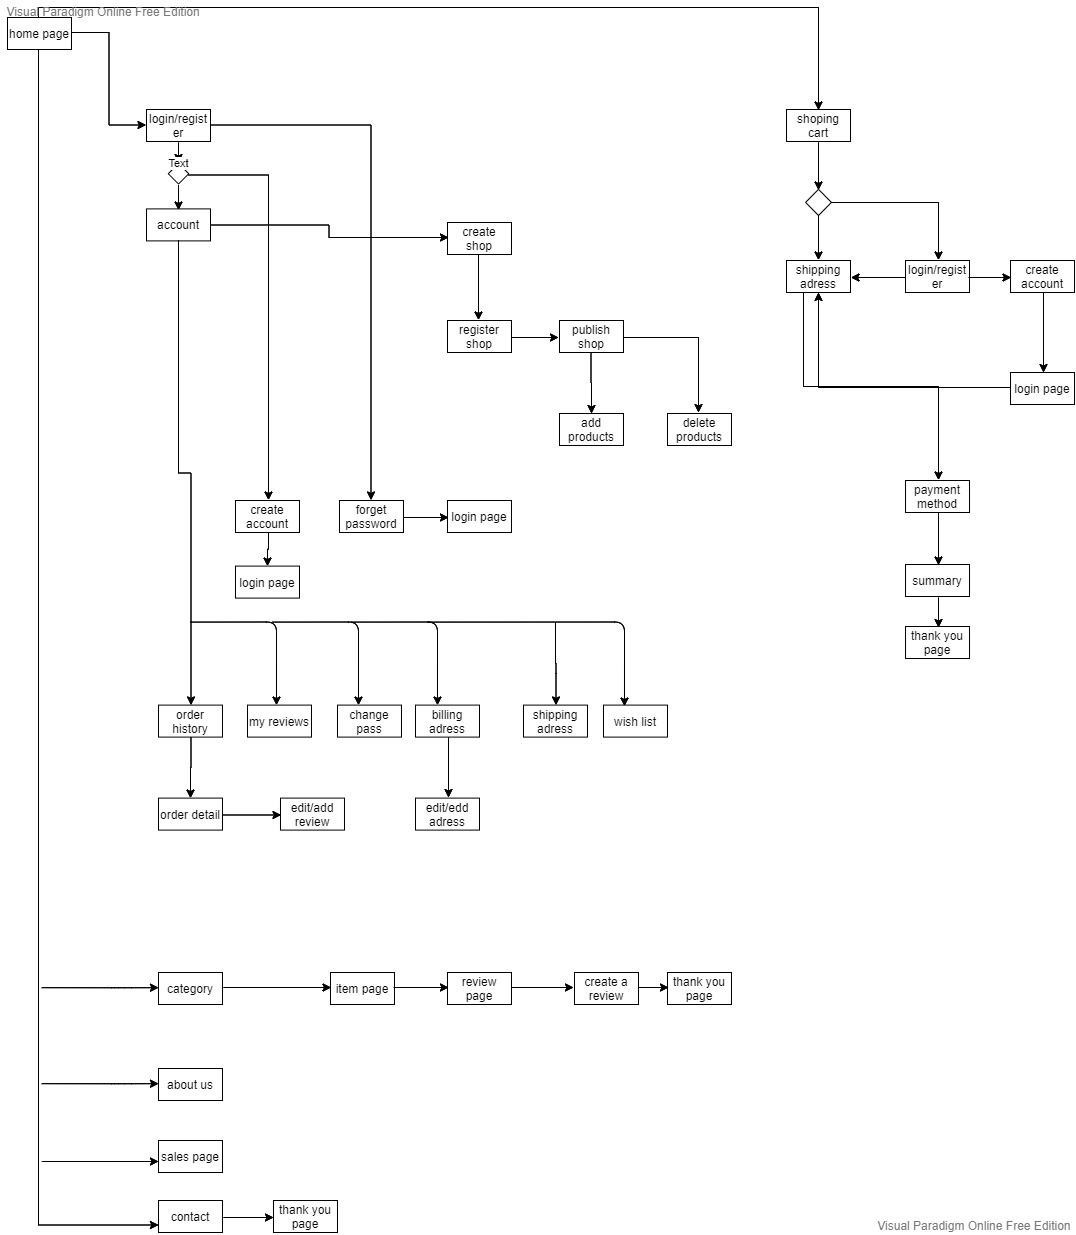 Visual Paradigm Online Free Edition
home page
login/regist
er
shoping
cart
Text
account
create
shop
shipping
adress
login/regist
er
create
account
register
shop
publish
shop
login page
add
products
delete
products
payment
method
create
account
forget
password
login page
login page
summary
thank you
page
order
history
my reviews
change
pass
billing
adress
shipping
adress
wish list
order detail
edit/add
review
edit/edd
adress
category
item page
review
page
create a
review
thank you
page
about us
sales page
contact
thank you
page
Visual Paradigm Online Free Edition